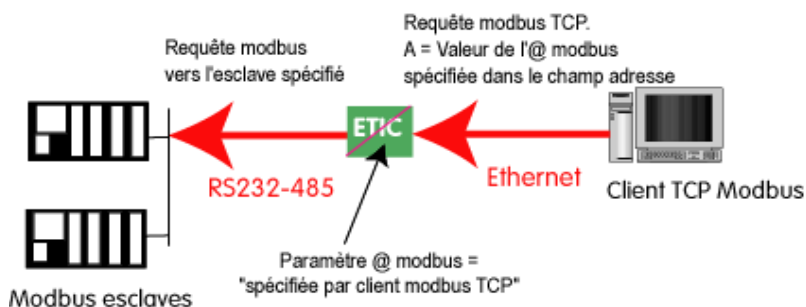 Requête modbus TCP.
A = Valeur de l'@ modbus
spécifiée dans le champ adresse
Requête modbus
vers l'esclave spécifié
ETIC
RS232-485
Ethernet
Client TCP Modbus
Paramètre @ modbus =
"spécifiée par client modbus TCP"
Modbus esclaves